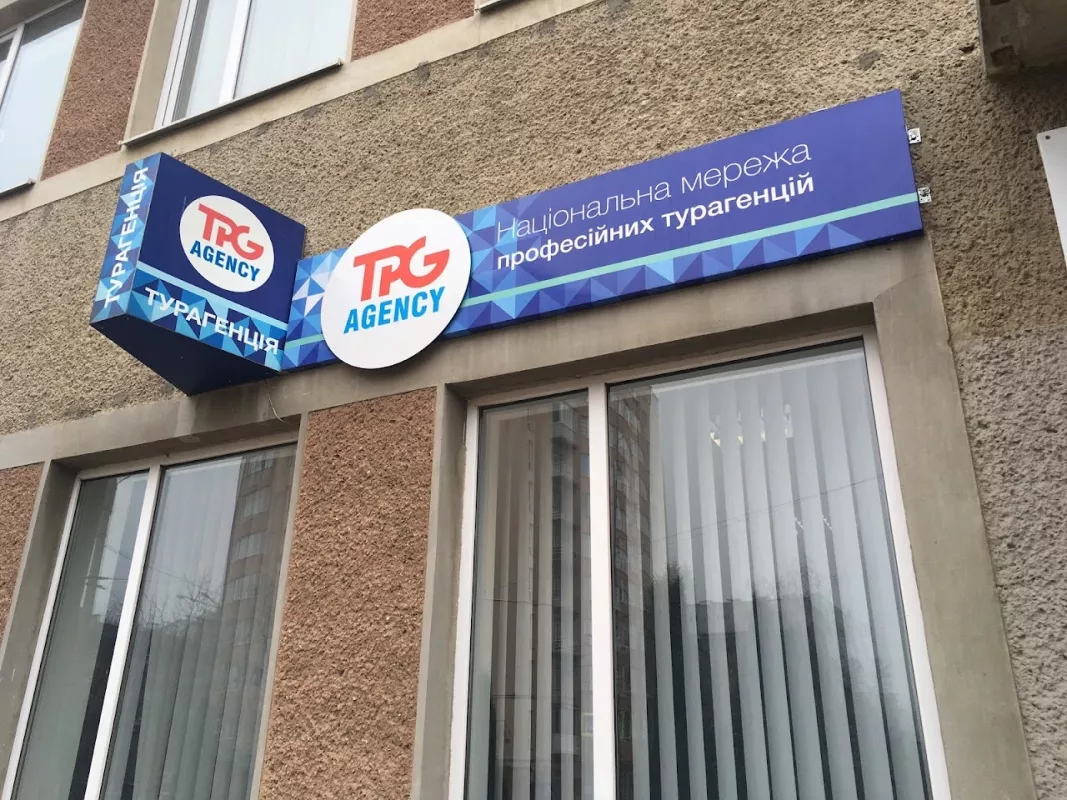 ТУРАГЕНЦІЯ
TPG
AGENCY
ТУРАГЕНЦІЯ
TPG
AGENCY
Національна мережа
професійних турагенцій